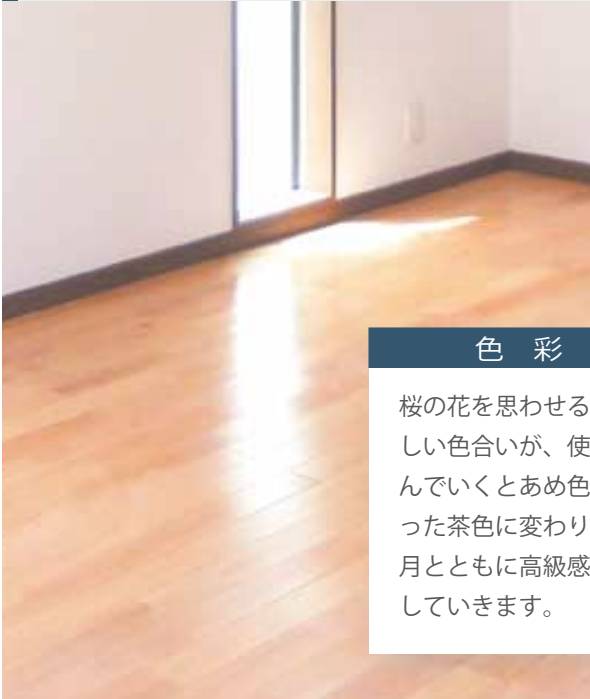 色 彩
桜の花を思わせる
しい色合いが、使
んでいくとあめ色
った茶色に変わり
月とともに高級感
していきます。